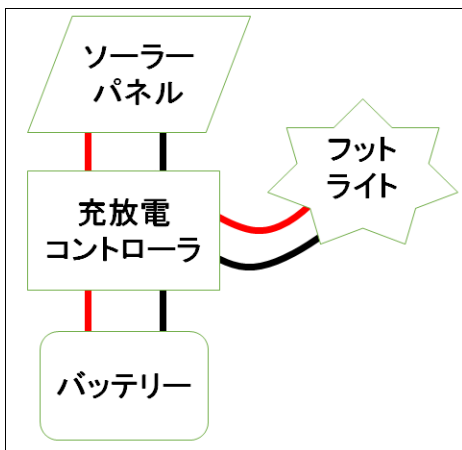 ソーラー
パネル
フット
ライト
充放電
コントローラ
バッテリー